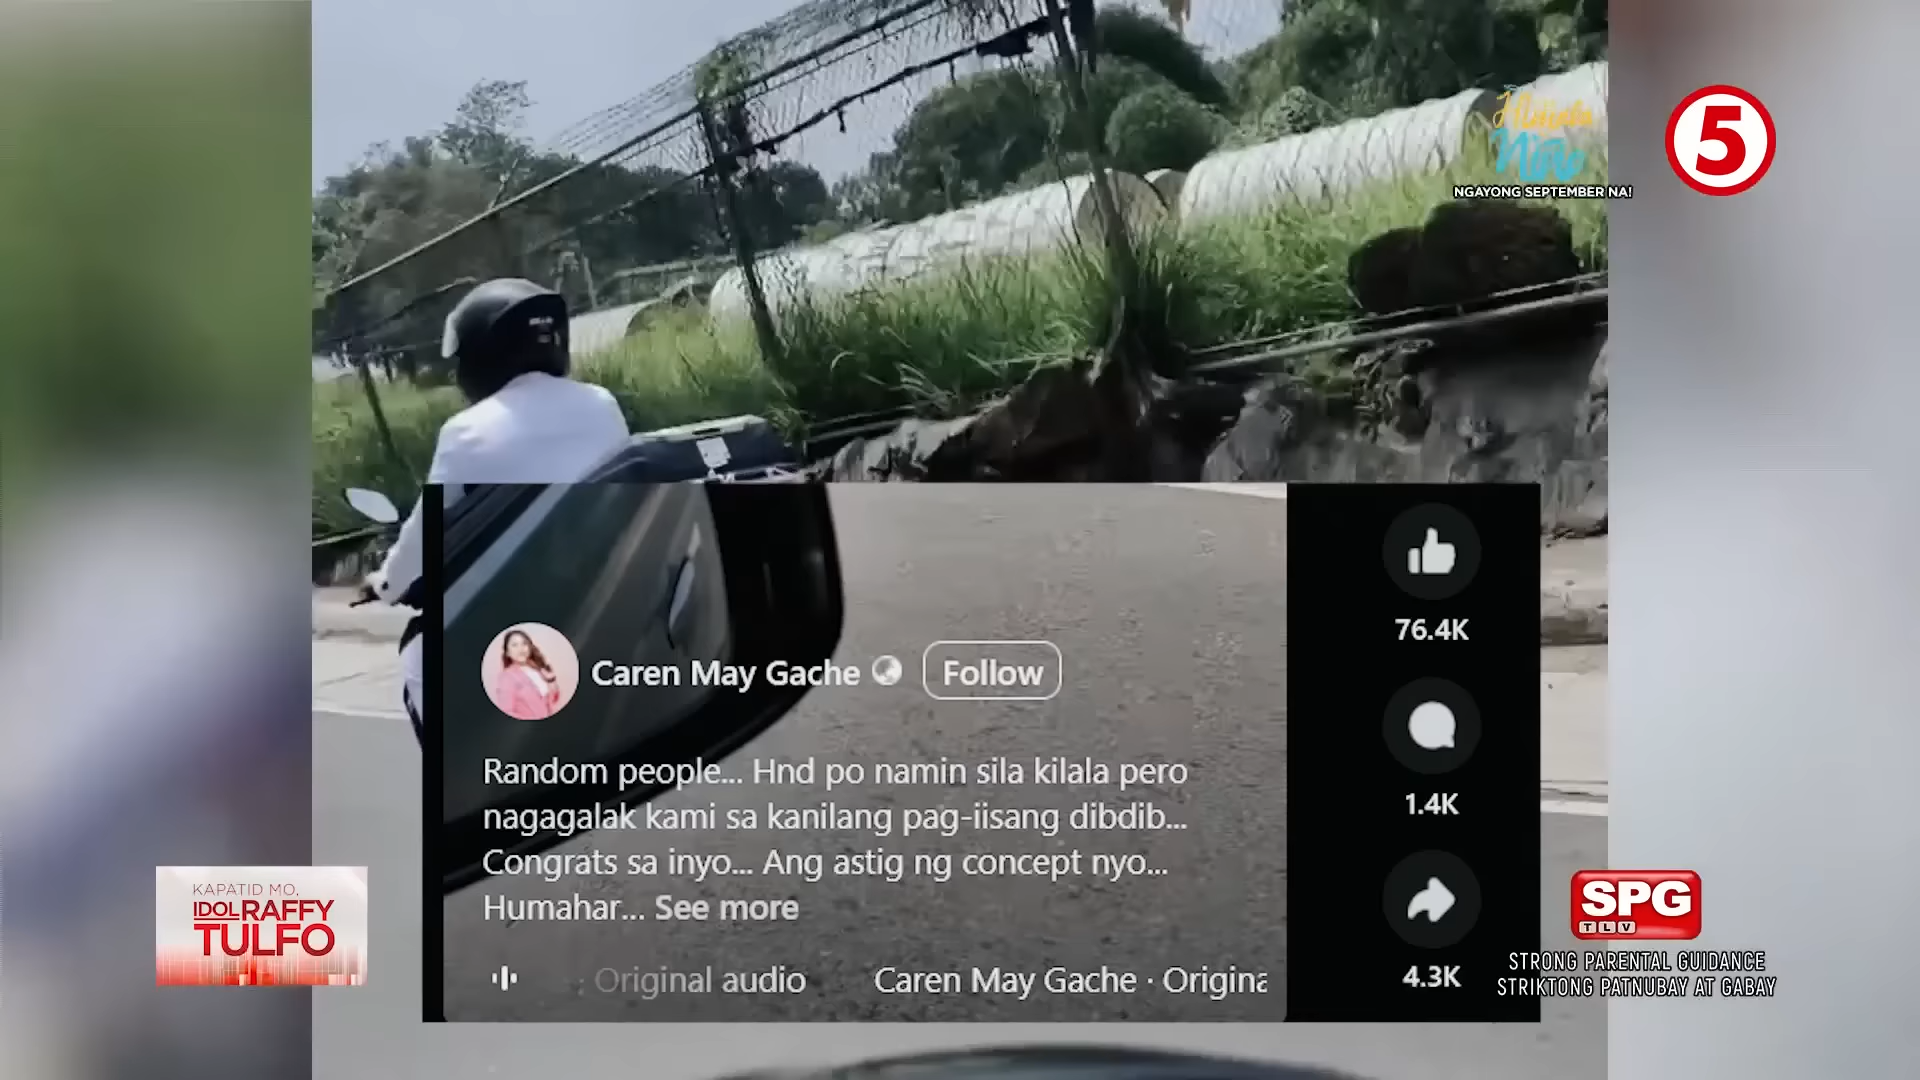 Himala
Niño
NGAYONG SEPTEMBER NA!
5
76.4K
Caren May Gache
Follow
Random people... Hnd po namin sila kilala pero
nagagalak kami sa kanilang pag-iisang dibdib...
Congrats sa inyo... Ang astig ng concept nyo...
Humahar... See more
1.4K
: Original audio
Caren May Gache · Origina
4.3K
KAPATID MO,
IDOL RAFFY
TULFO
SPG
TLV
STRONG PARENTAL GUIDANCE
STRIKTONG PATNUBAY AT GABAY